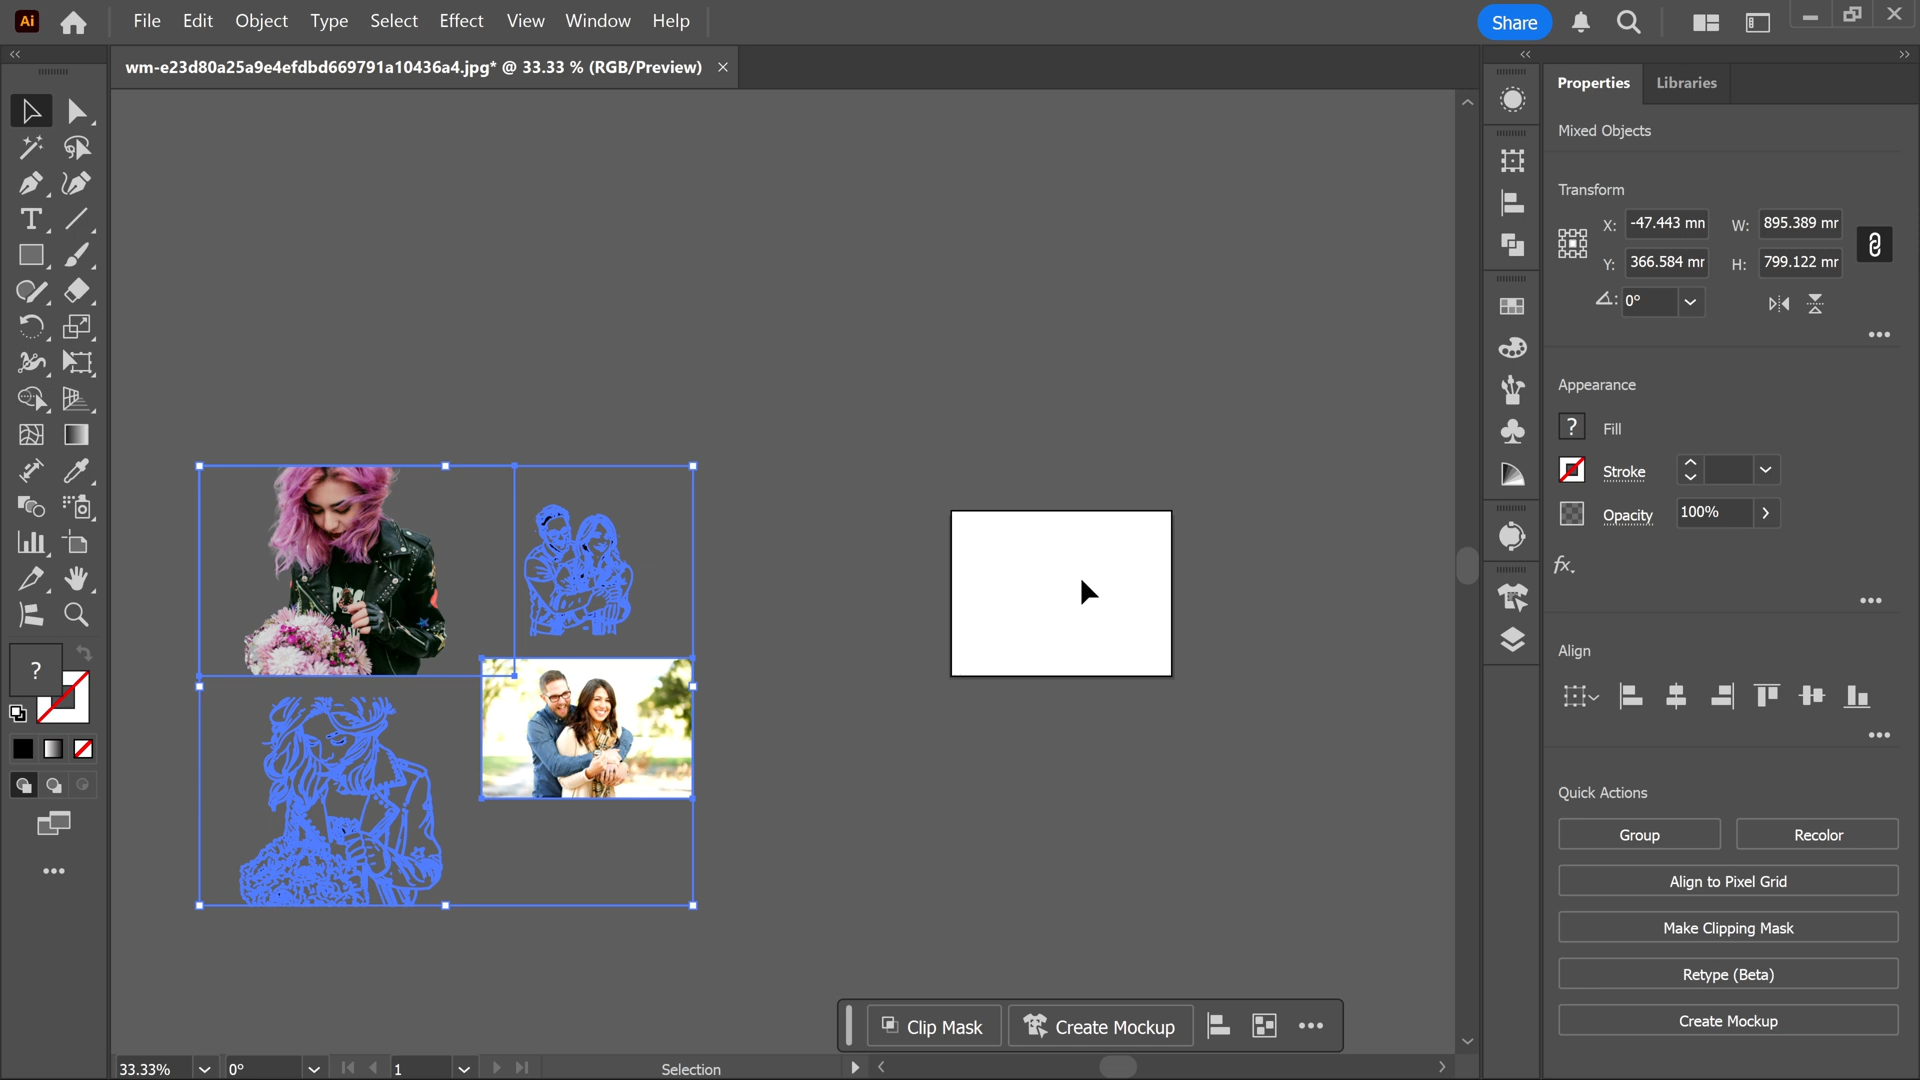 Ai
File Edit Object Type Select Effect View Window Help
Share
wm-e23d80a25a9e4efdbd669791a10436a4.jpg* @ 33.33 % (RGB/Preview)
Properties Libraries
Mixed Objects
Transform
X: -47.443 mn W: 895.389 mr
Y: 366.584 mr H: 799.122 mr
0°
Appearance
? Fill
Stroke
Opacity 100%
fx.
Align
?
Quick Actions
Group Recolor
Align to Pixel Grid
Make Clipping Mask
Retype (Beta)
Clip Mask Create Mockup
Create Mockup
33.33% 0° 1 Selection